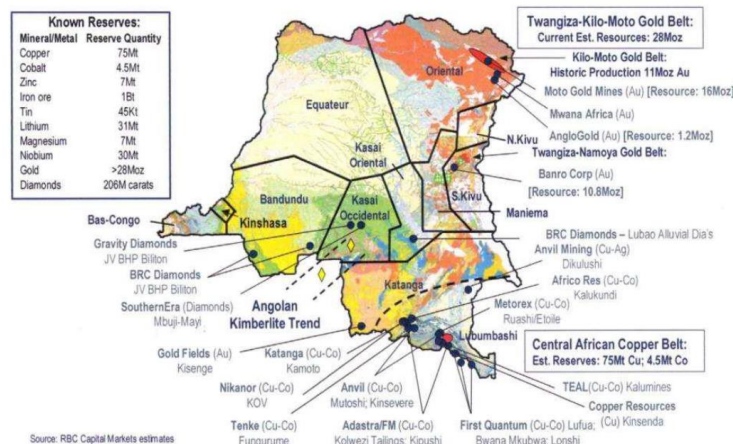 Known Reserves:
Mineral/Metal Reserve Quantity
Copper 75Mt
Cobalt 4.5Mt
Zinc 7Mt
Iron ore 1Bt
Tin 45Kt
Lithium 31Mt
Magnesium 7Mt
Niobium 30Mt
Gold >28Moz
Diamonds 206M carats
Twangiza-Kilo-Moto Gold Belt:
Current Est. Resources: 28Moz
Kilo-Moto Gold Belt:
Historic Production 11Moz Au
Moto Gold Mines (Au) [Resource: 16Moz]
Mwana Africa (Au)
AngloGold (Au) [Resource: 1.2Moz]
Twangiza-Namoya Gold Belt:
Banro Corp (Au)
[Resource: 10.8Moz]
Oriental
Equateur
Kasai
Oriental
N.Kivu
S.Kivu
Maniema
Bandundu
Kasai
Occidental
Bas-Congo
Kinshasa
Katanga
Lubumbashi
Gravity Diamonds
JV BHP Biliton
BRC Diamonds
JV BHP Biliton
SouthernEra (Diamonds)
Mbuji-Mayi
Angolan
Kimberlite Trend
BRC Diamonds – Lubao Alluvial Dia's
Anvil Mining (Cu-Ag)
Dikulushi
Africo Res (Cu-Co)
Kalukundi
Metorex (Cu-Co)
Ruashi/Etoile
Central African Copper Belt:
Est. Reserves: 75Mt Cu; 4.5Mt Co
Gold Fields (Au)
Kisenge
Katanga (Cu-Co)
Kamoto
Nikanor (Cu-Co)
KOV
Anvil (Cu-Co)
Mutoshi; Kinsevere
TEAL(Cu-Co) Kalumines
Copper Resources
(Cu) Kinsenda
Tenke (Cu-Co)
Fungurume
Adastra/FM (Cu-Co)
Kolwezi Tailings; Kipushi
First Quantum (Cu-Co) Lufua;
Bwana Mkubwa; Lonshi
Source: RBC Capital Markets estimates